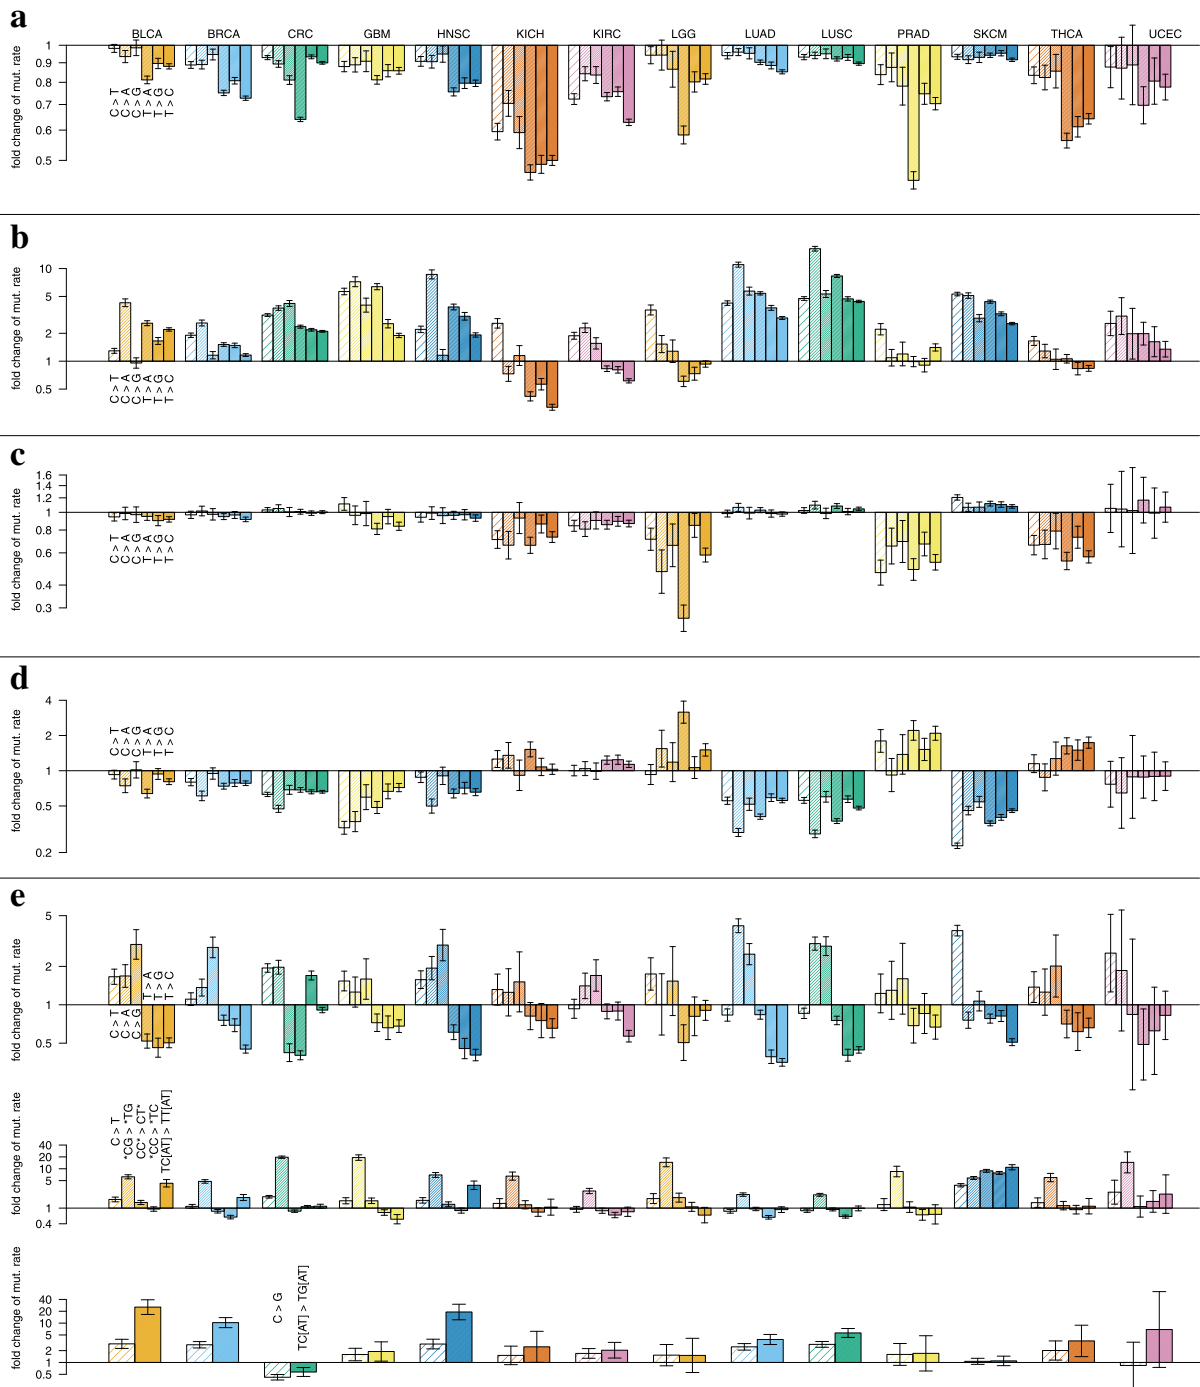 a
BLCA BRCA CRC GBM HNSC KICH KIRC LGG LUAD LUSC PRAD SKCM THCA UCEC
fold change of mut. rate
1
0.9
0.8
0.7
0.6
0.5
C > T
C > A
C > G
T > A
T > G
T > C
b
fold change of mut. rate
10
5
2
1
0.5
C > T
C > A
C > G
T > A
T > G
T > C
c
fold change of mut. rate
1.6
1.4
1.2
1
0.8
0.6
0.4
0.3
C > T
C > A
C > G
T > A
T > G
T > C
d
fold change of mut. rate
4
2
1
0.5
0.2
C > T
C > A
C > G
T > A
T > G
T > C
e
fold change of mut. rate
5
2
1
0.5
C > T
C > A
C > G
T > A
T > G
T > C
fold change of mut. rate
40
20
10
5
1
0.4
C > T
*CG > *TG
CC* > CT*
*CC > *TC
TC[AT] > TT[AT]
fold change of mut. rate
40
20
10
5
2
1
0.5
C > G
TC[AT] > TG[AT]